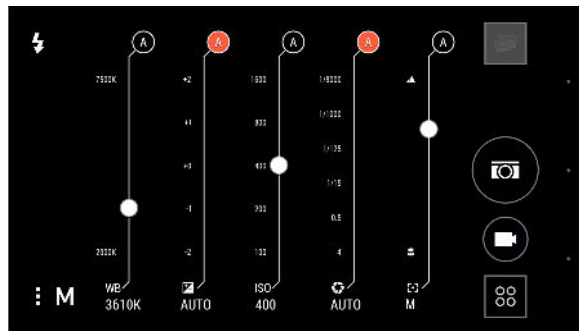 A A A A A
7500K +2 1600 1/8000
+1 800 1/1000
+0 400 1/125
-1 200 1/15
0.5
2300K -2 100 4
WB ISO
M 3610K AUTO 400 AUTO M